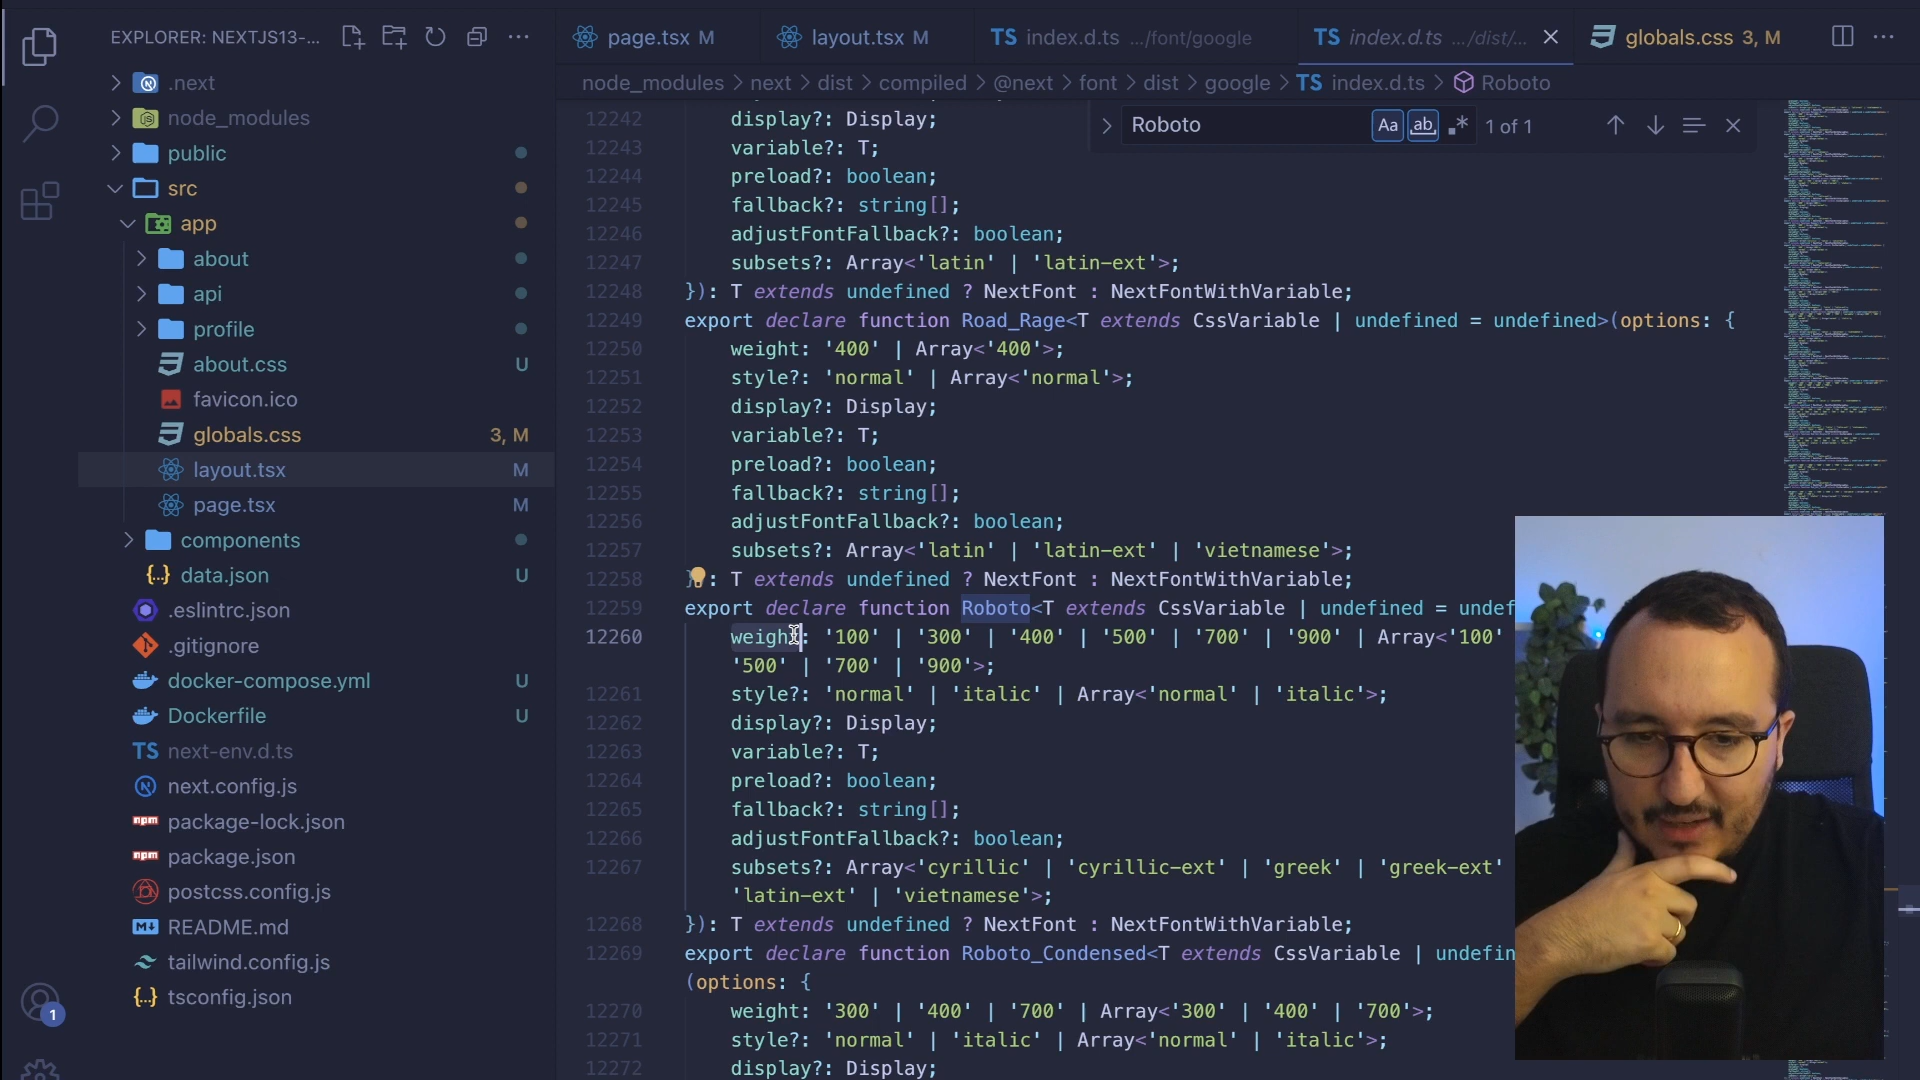 EXPLORER: NEXTJS13-...
.next
node_modules
public
src
app
about
api
profile
about.css U
favicon.ico
globals.css 3, M
layout.tsx M
page.tsx M
components
data.json U
.eslintrc.json
.gitignore
docker-compose.yml U
Dockerfile U
next-env.d.ts
next.config.js
package-lock.json
package.json
postcss.config.js
README.md
tailwind.config.js
tsconfig.json
1
page.tsx M
layout.tsx M
TS index.d.ts .../font/google
TS index.d.ts .../dist/...
globals.css 3, M
node_modules > next > dist > compiled > @next > font > dist > google > TS index.d.ts > Roboto
Roboto Aa ab 1 of 1
12242 display?: Display;
12243 variable?: T;
12244 preload?: boolean;
12245 fallback?: string[];
12246 adjustFontFallback?: boolean;
12247 subsets?: Array<'latin' | 'latin-ext'>;
12248 }): T extends undefined ? NextFont : NextFontWithVariable;
12249 export declare function Road_Rage<T extends CssVariable | undefined = undefined>(options: {
12250 weight: '400' | Array<'400'>;
12251 style?: 'normal' | Array<'normal'>;
12252 display?: Display;
12253 variable?: T;
12254 preload?: boolean;
12255 fallback?: string[];
12256 adjustFontFallback?: boolean;
12257 subsets?: Array<'latin' | 'latin-ext' | 'vietnamese'>;
12258 }): T extends undefined ? NextFont : NextFontWithVariable;
12259 export declare function Roboto<T extends CssVariable | undefined = undef
12260 weight: '100' | '300' | '400' | '500' | '700' | '900' | Array<'100'
'500' | '700' | '900'>;
12261 style?: 'normal' | 'italic' | Array<'normal' | 'italic'>;
12262 display?: Display;
12263 variable?: T;
12264 preload?: boolean;
12265 fallback?: string[];
12266 adjustFontFallback?: boolean;
12267 subsets?: Array<'cyrillic' | 'cyrillic-ext' | 'greek' | 'greek-ext'
'latin-ext' | 'vietnamese'>;
12268 }): T extends undefined ? NextFont : NextFontWithVariable;
12269 export declare function Roboto_Condensed<T extends CssVariable | undefin
(options: {
12270 weight: '300' | '400' | '700' | Array<'300' | '400' | '700'>;
12271 style?: 'normal' | 'italic' | Array<'normal' | 'italic'>;
12272 display?: Display;